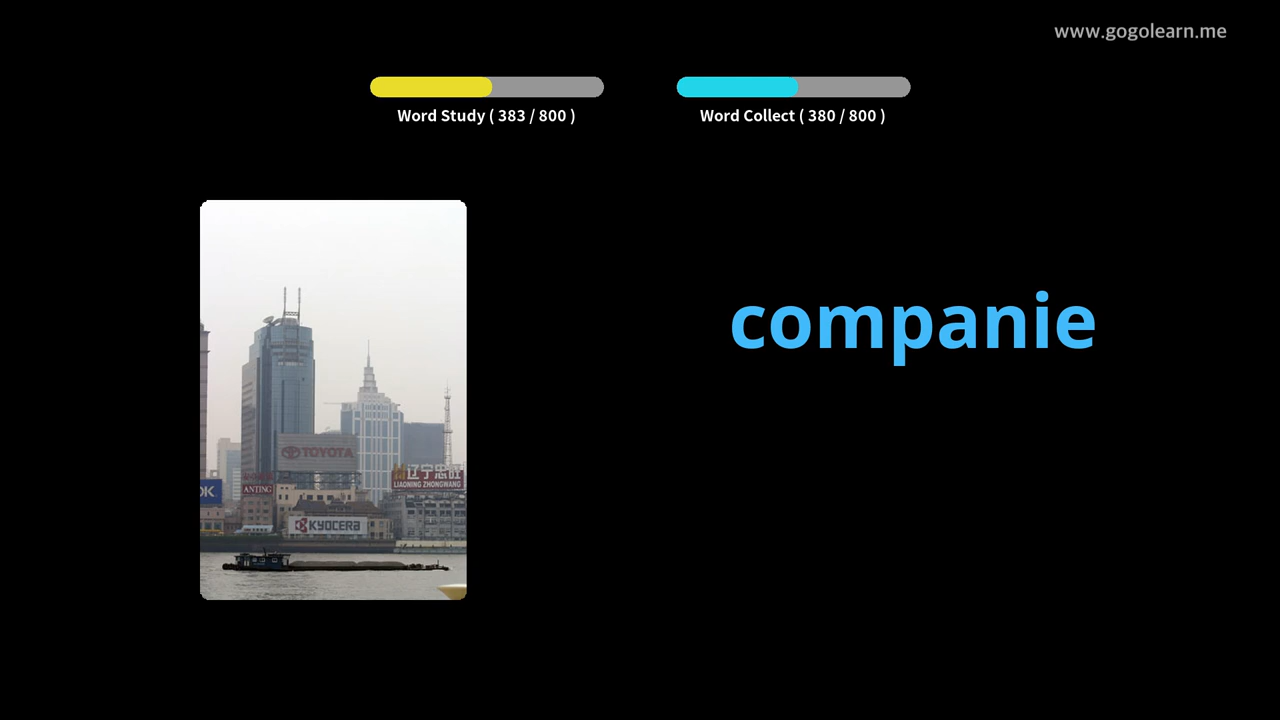 www.gogolearn.me
Word Study ( 383 / 800 )
Word Collect ( 380 / 800 )
companie
TOYOTA
辽宁忠旺
LIAONING ZHONGWANG
OK
ANTING
KYOCERA